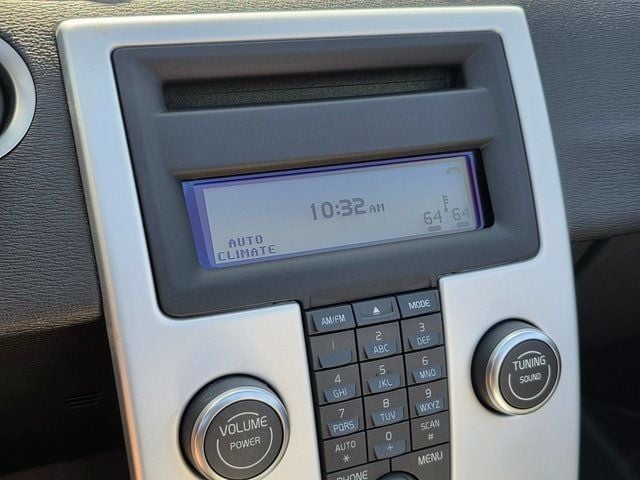 10:32 AM
64 64
AUTO
CLIMATE
AM/FM
MODE
1
2
ABC
3
DEF
4
GHI
5
JKL
6
MNO
7
PQRS
8
TUV
9
WXYZ
AUTO
*
0
+
SCAN
#
PHONE
MENU
VOLUME
POWER
TUNING
SOUND